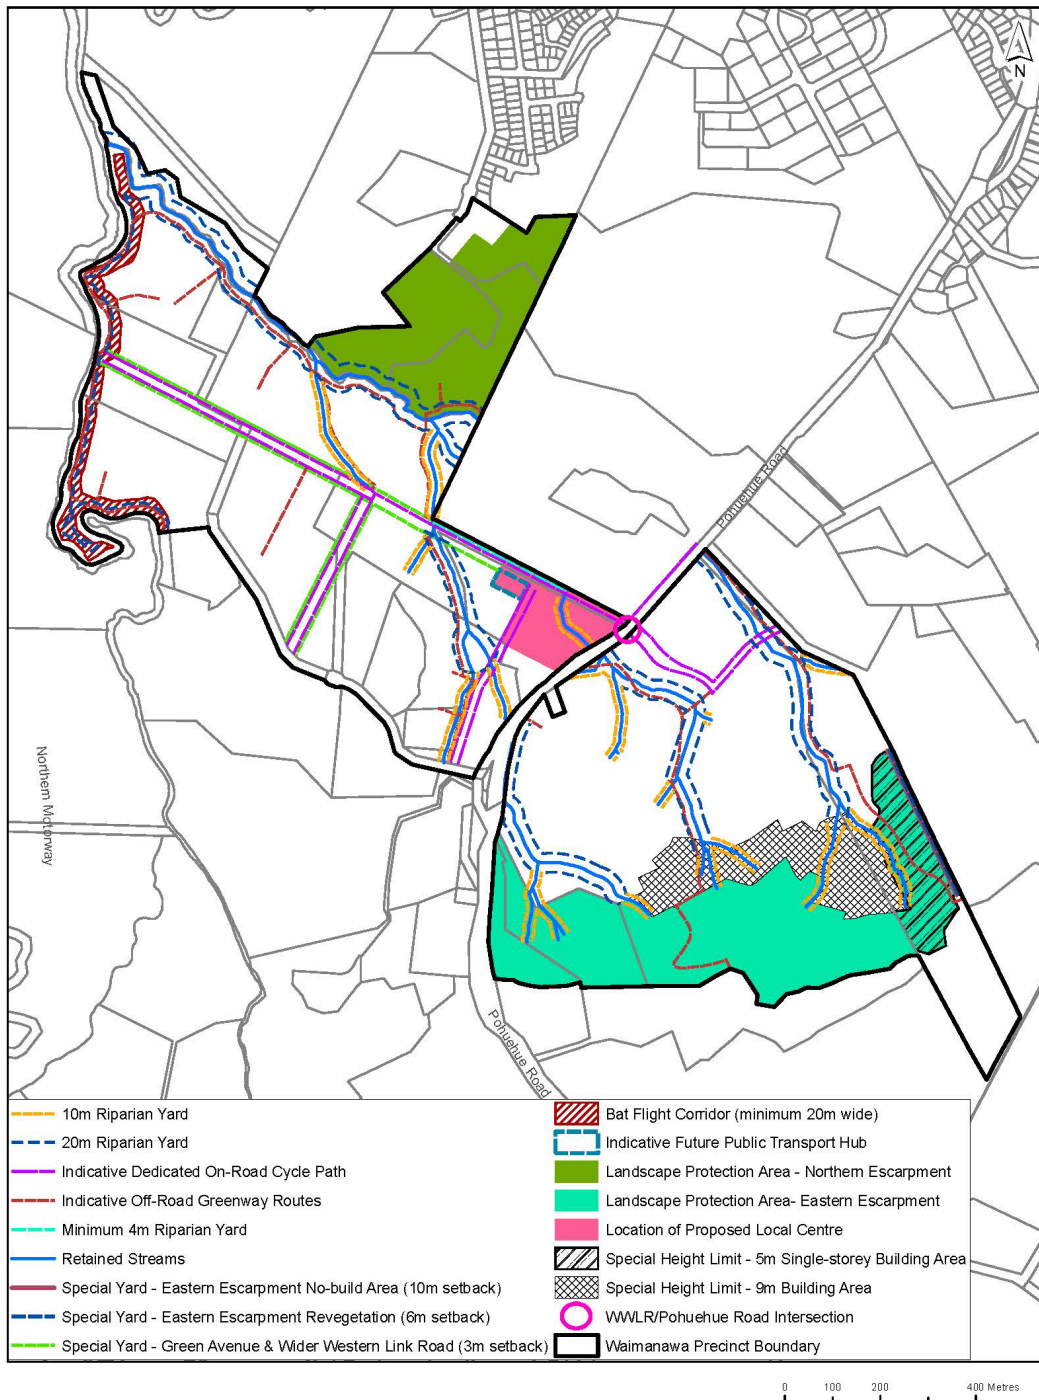 N
Pohuehue Road
Northern Motorway
Pohuehue Road
10m Riparian Yard
20m Riparian Yard
Indicative Dedicated On-Road Cycle Path
Indicative Off-Road Greenway Routes
Minimum 4m Riparian Yard
Retained Streams
Special Yard - Eastern Escarpment No-build Area (10m setback)
Special Yard - Eastern Escarpment Revegetation (6m setback)
Special Yard - Green Avenue & Wider Western Link Road (3m setback)
Bat Flight Corridor (minimum 20m wide)
Indicative Future Public Transport Hub
Landscape Protection Area - Northern Escarpment
Landscape Protection Area- Eastern Escarpment
Location of Proposed Local Centre
Special Height Limit - 5m Single-storey Building Area
Special Height Limit - 9m Building Area
WWLR/Pohuehue Road Intersection
Waimanawa Precinct Boundary
0 100 200 400 Metres